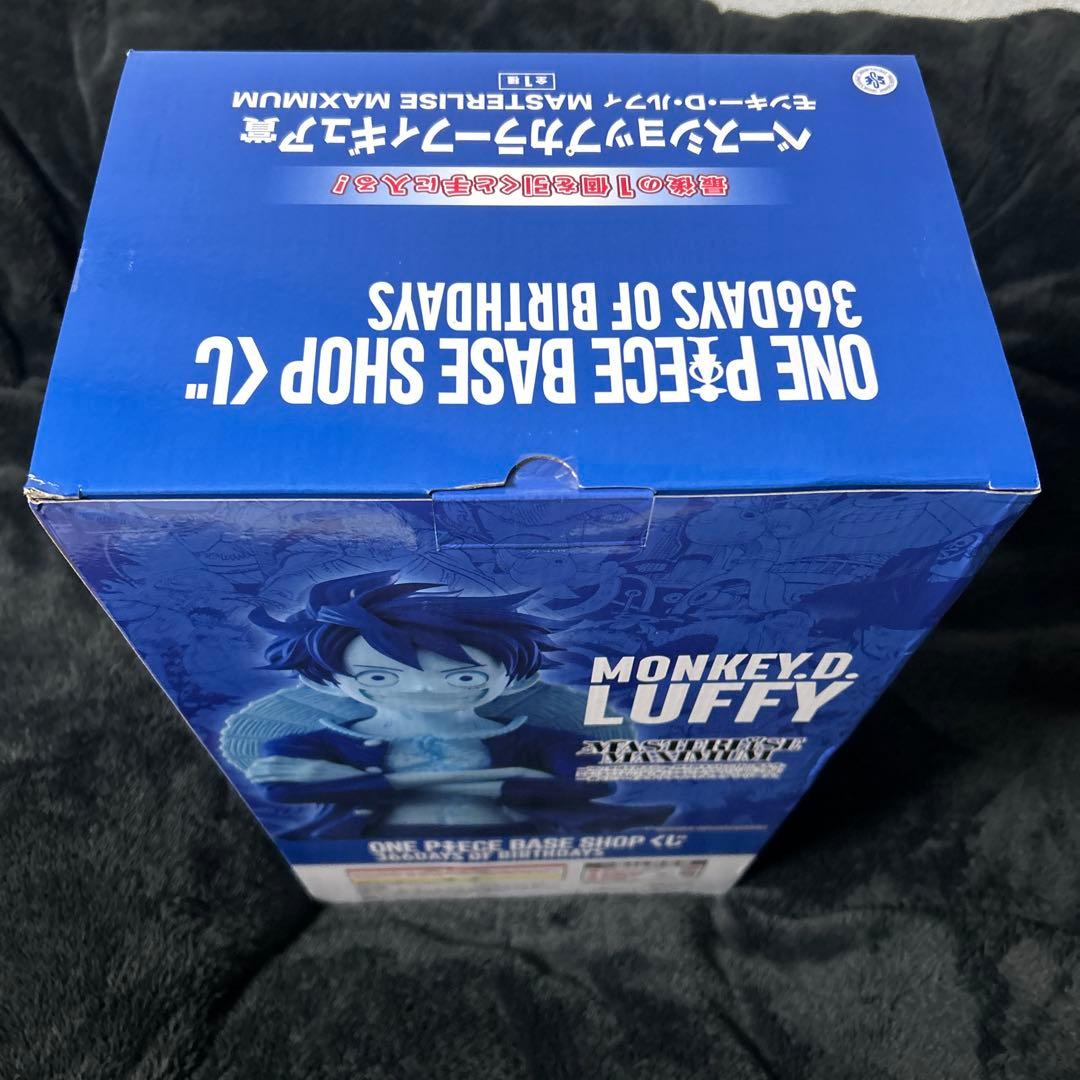 ONE PIECE BASE SHOP くじ
366DAYS OF BIRTHDAYS
最後の1個を引くと手に入る!
ベースショップカラーフィギュア賞
モンキー・D・ルフィ MASTERLISE MAXIMUM
全1種
MONKEY.D.
LUFFY
MASTERLISE
MAXIMUM
ONE PIECE BASE SHOP くじ
366DAYS OF BIRTHDAYS